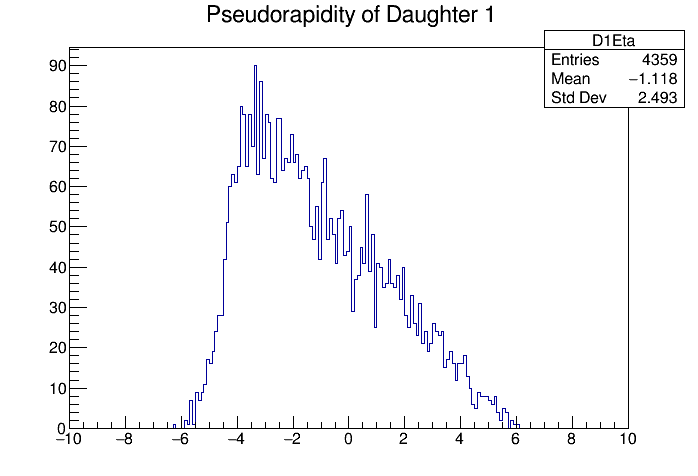 Pseudorapidity of Daughter 1
D1Eta
Entries 4359
Mean −1.118
Std Dev 2.493
90
80
70
60
50
40
30
20
10
0
−10 −8 −6 −4 −2 0 2 4 6 8 10